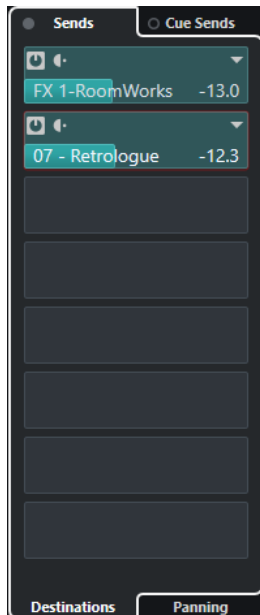 Sends
Cue Sends
FX 1-RoomWorks -13.0
07 - Retrologue -12.3
Destinations
Panning